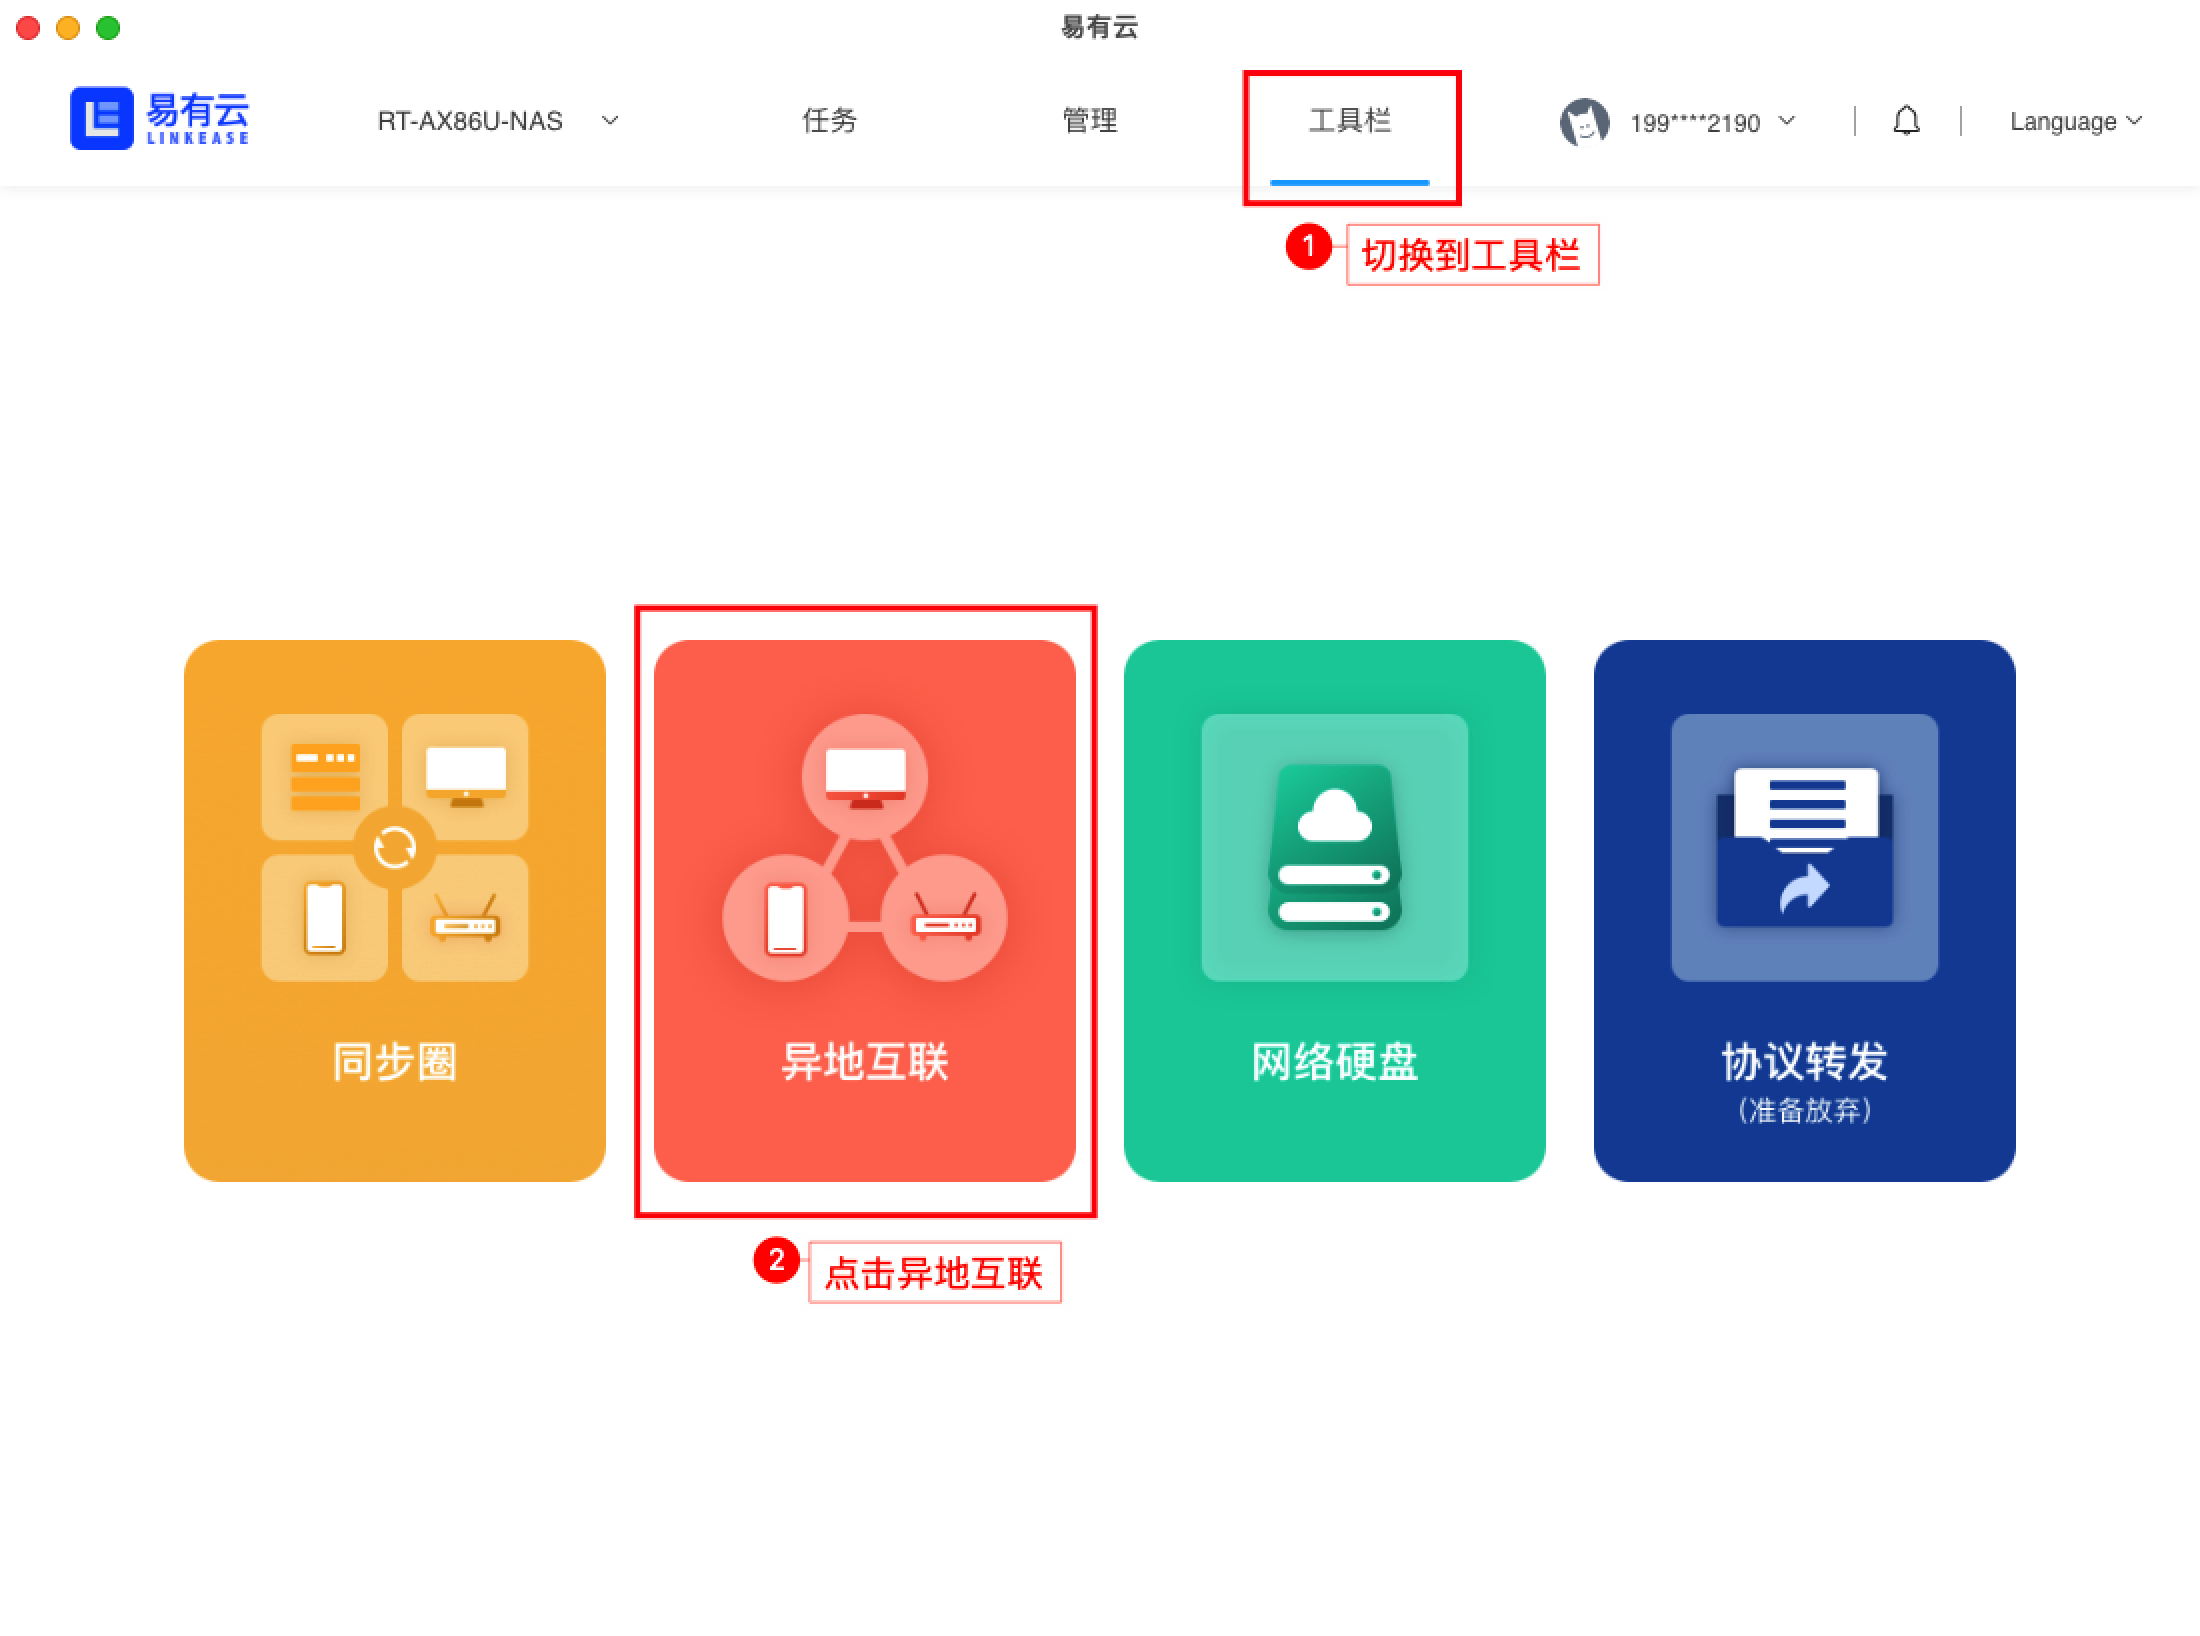 易有云
易有云
LINKEASE
RT-AX86U-NAS
任务
管理
工具栏
199****2190
Language
1 切换到工具栏
同步圈
异地互联
网络硬盘
协议转发
（准备放弃）
2 点击异地互联